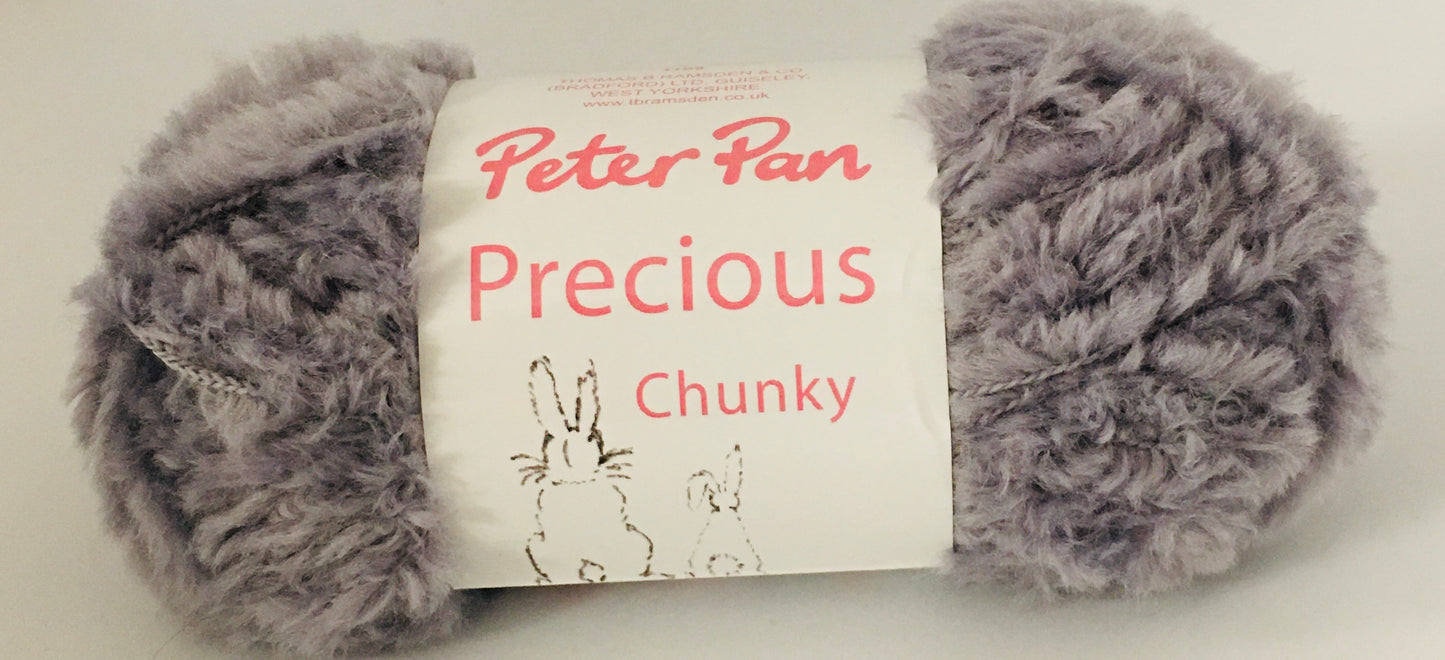 THOMAS B RAMSDEN & CO
(BRADFORD) LTD, GUISELEY,
WEST YORKSHIRE
www.tbramsden.co.uk
Peter Pan
Precious
Chunky